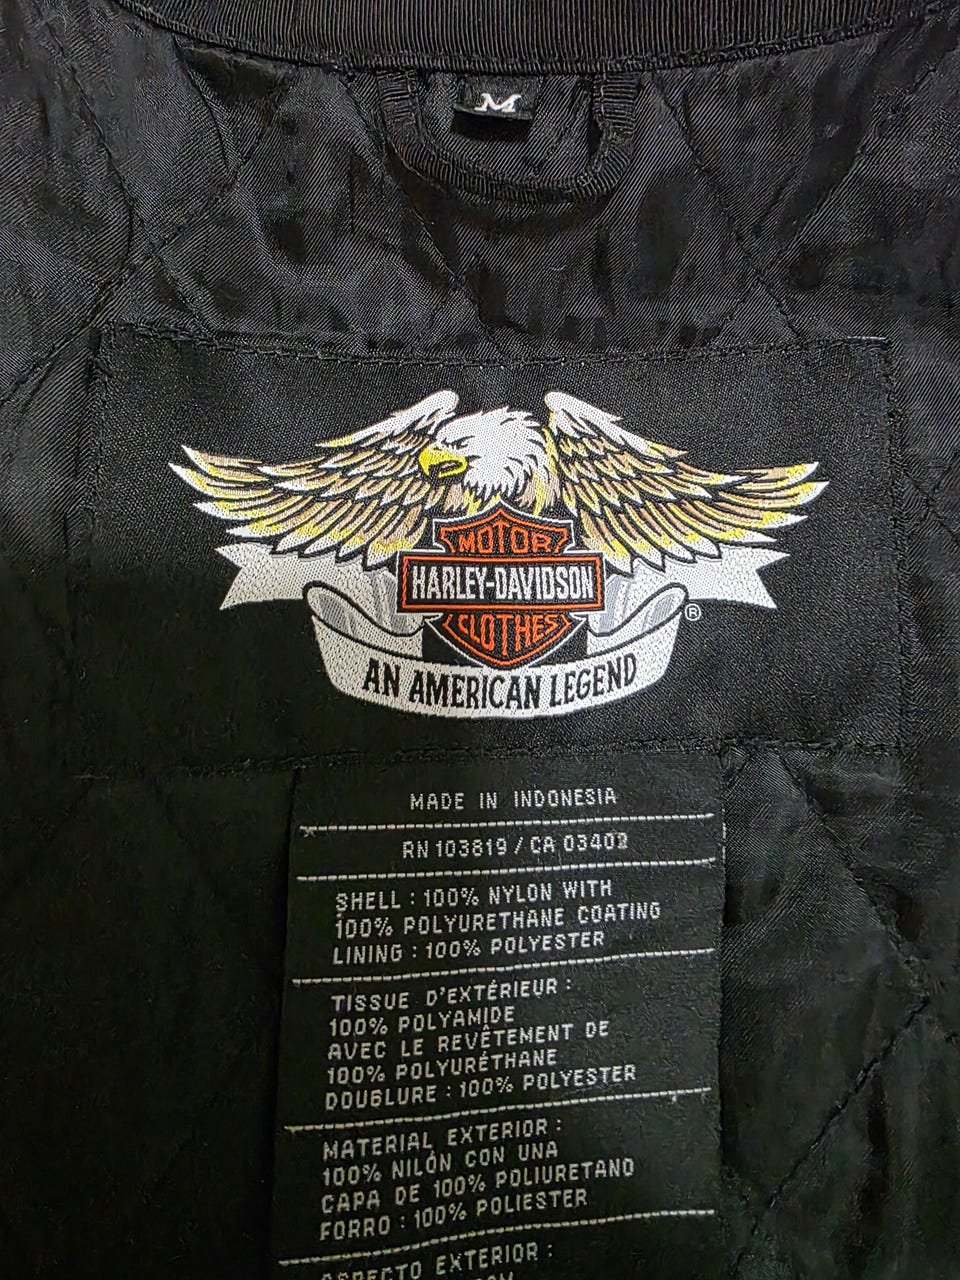 M
MOTOR
HARLEY-DAVIDSON
CLOTHES
®
AN AMERICAN LEGEND
MADE IN INDONESIA
RN 103819 / CA 03402
SHELL : 100% NYLON WITH
100% POLYURETHANE COATING
LINING : 100% POLYESTER
TISSUE D'EXTÉRIEUR :
100% POLYAMIDE
AVEC LE REVÊTEMENT DE
100% POLYURÉTHANE
DOUBLURE : 100% POLYESTER
MATERIAL EXTERIOR :
100% NILÓN CON UNA
CAPA DE 100% POLIURETANO
FORRO : 100% POLIESTER
ASPECTO EXTERIOR :